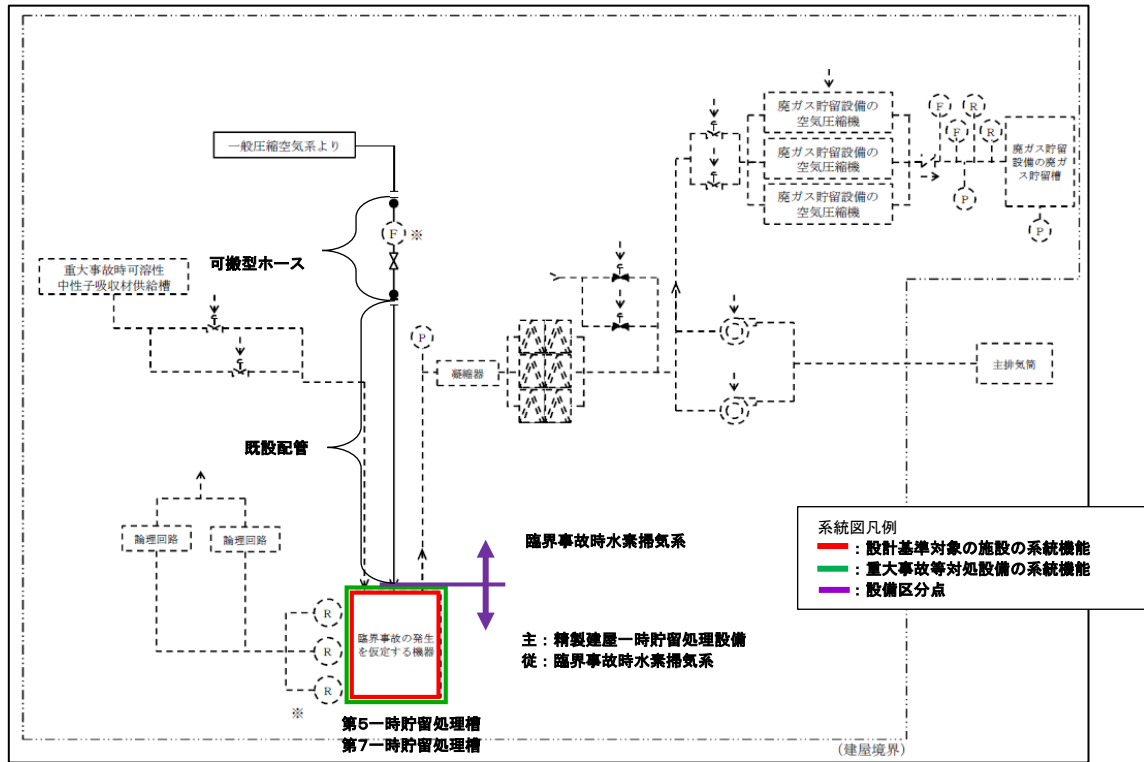 一般圧縮空気系より
F
※
可搬型ホース
重大事故時可溶性
中性子吸収材供給槽
既設配管
P
凝縮器
廃ガス貯留設備の
空気圧縮機
廃ガス貯留設備の
空気圧縮機
廃ガス貯留設備の
空気圧縮機
F
R
F
R
P
廃ガス貯留
設備の廃ガ
ス貯留槽
P
主排気筒
論理回路
論理回路
臨界事故時水素掃気系
R
R
R
※
臨界事故の発生
を仮定する機器
主：精製建屋一時貯留処理設備
従：臨界事故時水素掃気系
第5一時貯留処理槽
第7一時貯留処理槽
系統図凡例
：設計基準対象の施設の系統機能
：重大事故等対処設備の系統機能
：設備区分点
（建屋境界）